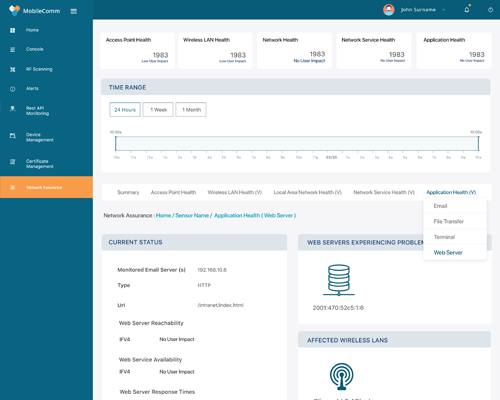 MobileComm
John Surname
Home
Console
RF Scanning
Alerts
Rest API
Monitoring
Device
Management
Certificate
Management
Network Assurance
Access Point Health
1983
Low User Impact
Wireless LAN Health
1983
Low User Impact
Network Health
1983
No User Impact
Network Service Health
1983
No User Impact
Application Health
1983
No User Impact
TIME RANGE
24 Hours
1 Week
1 Month
Summary
Access Point Health
Wireless LAN Health (V)
Local Area Network Health (V)
Network Service Health (V)
Application Health (V)
Email
File Transfer
Terminal
Web Server
Network Assurance : Home / Sensor Name / Application Health ( Web Server )
CURRENT STATUS
Monitored Email Server (s) 192.168.10.6
Type HTTP
Url /intranet/index.html
Web Server Reachability
IFV4 No User Impact
Web Service Availability
IFV4 No User Impact
Web Server Response Times
WEB SERVERS EXPERIENCING PROBLEM
2001:470:52c5:1:6
AFFECTED WIRELESS LANS